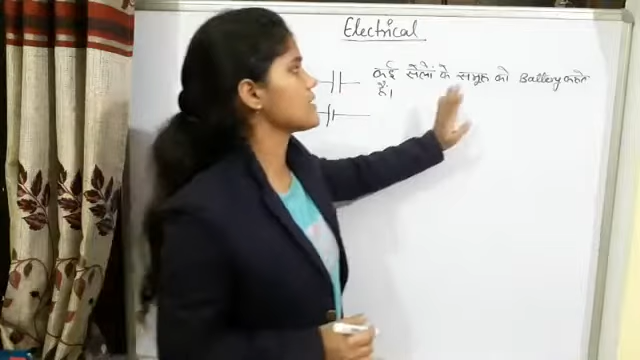 Electrical
कई सेलों के समूह को Battery कहते
हैं।